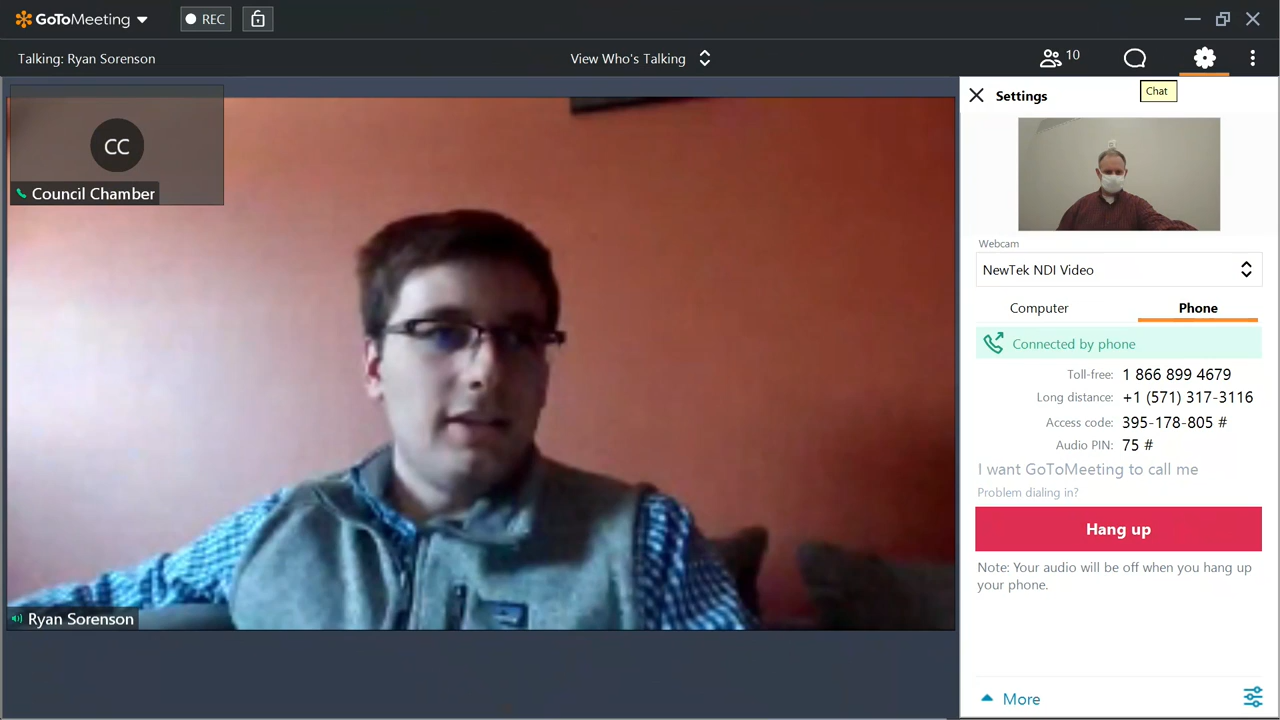 GoToMeeting
REC
Talking: Ryan Sorenson
View Who's Talking
10
CC
Council Chamber
Ryan Sorenson
Settings
Chat
Webcam
NewTek NDI Video
Computer
Phone
Connected by phone
Toll-free: 1 866 899 4679
Long distance: +1 (571) 317-3116
Access code: 395-178-805 #
Audio PIN: 75 #
I want GoToMeeting to call me
Problem dialing in?
Hang up
Note: Your audio will be off when you hang up
your phone.
More